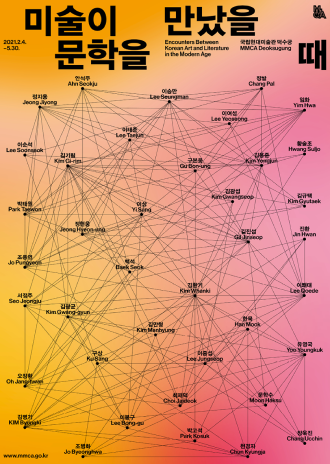 미술이 만났을
문학을 때
2021.2.4.
–5.30.
Encounters Between
Korean Art and Literature
in the Modern Age
국립현대미술관 덕수궁
MMCA Deoksugung
안석주
Ahn Seokju
정발
Chang Pal
이승만
Lee Seungman
정지용
Jeong Jiyong
임화
Yim Hwa
이여성
Lee Yeoseong
이태준
Lee Taejun
이순석
Lee Soonseok
황술조
Hwang Suljo
김기림
Kim Gi-rim
구본웅
Gu Bon-ung
김용준
Kim Yongjun
김광섭
Kim Gwangseop
김규택
Kim Gyutaek
박태원
Park Taewon
이상
Yi Sang
정현웅
Jeong Hyeon-ung
김진섭
Gil Jinseop
진환
Jin Hwan
조풍연
Jo Pungyeon
백석
Baek Seok
서정주
Seo Jeongju
김환기
Kim Whanki
이쾌대
Lee Qoede
김광균
Kim Gwang-gyun
김만형
Kim Manhyung
한묵
Han Mook
유영국
Yoo Youngkuk
구상
Ku Sang
이중섭
Lee Jungseop
오장환
Oh Jang-hwan
최재덕
Choi Jaideok
문학수
Moon Haksu
김병기
KIM Byungki
이봉구
Lee Bong-gu
박고석
Park Kosuk
장욱진
Chang Ucchin
조병화
Jo Byeonghwa
천경자
Chun Kyungja
www.mmca.go.kr